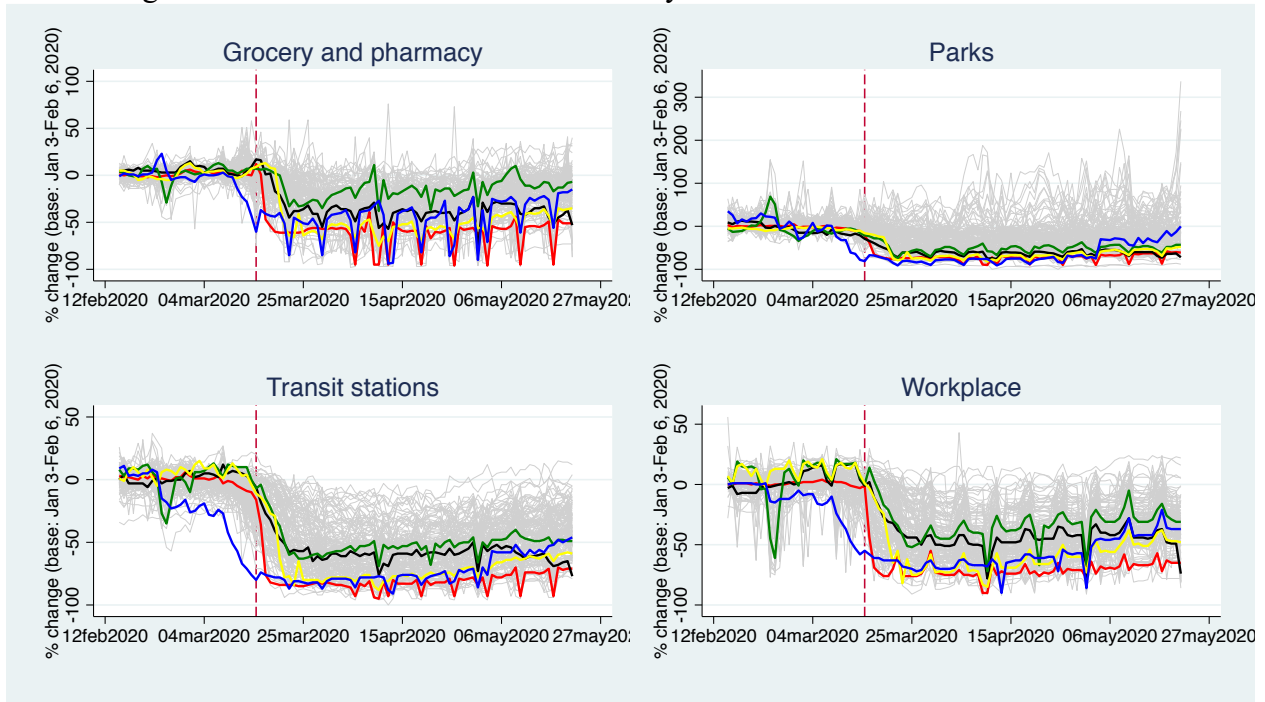 Grocery and pharmacy
% change (base: Jan 3-Feb 6, 2020)
100
50
0
-50
-100
12feb2020 04mar2020 25mar2020 15apr2020 06may2020 27may202
Parks
% change (base: Jan 3-Feb 6, 2020)
300
200
100
0
-100
12feb2020 04mar2020 25mar2020 15apr2020 06may2020 27may2020
Transit stations
% change (base: Jan 3-Feb 6, 2020)
50
0
-50
-100
12feb2020 04mar2020 25mar2020 15apr2020 06may2020 27may202
Workplace
% change (base: Jan 3-Feb 6, 2020)
50
0
-50
-100
12feb2020 04mar2020 25mar2020 15apr2020 06may2020 27may2020